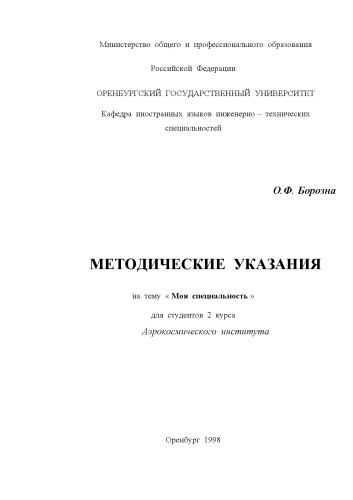 Министерство общего и профессионального образования
Российской Федерации
ОРЕНБУРГСКИЙ ГОСУДАРСТВЕННЫЙ УНИВЕРСИТЕТ
Кафедра иностранных языков инженерно – технических
специальностей
О.Ф. Борозна
МЕТОДИЧЕСКИЕ УКАЗАНИЯ
на тему « Моя специальность »
для студентов 2 курса
Аэрокосмического института
Оренбург 1998